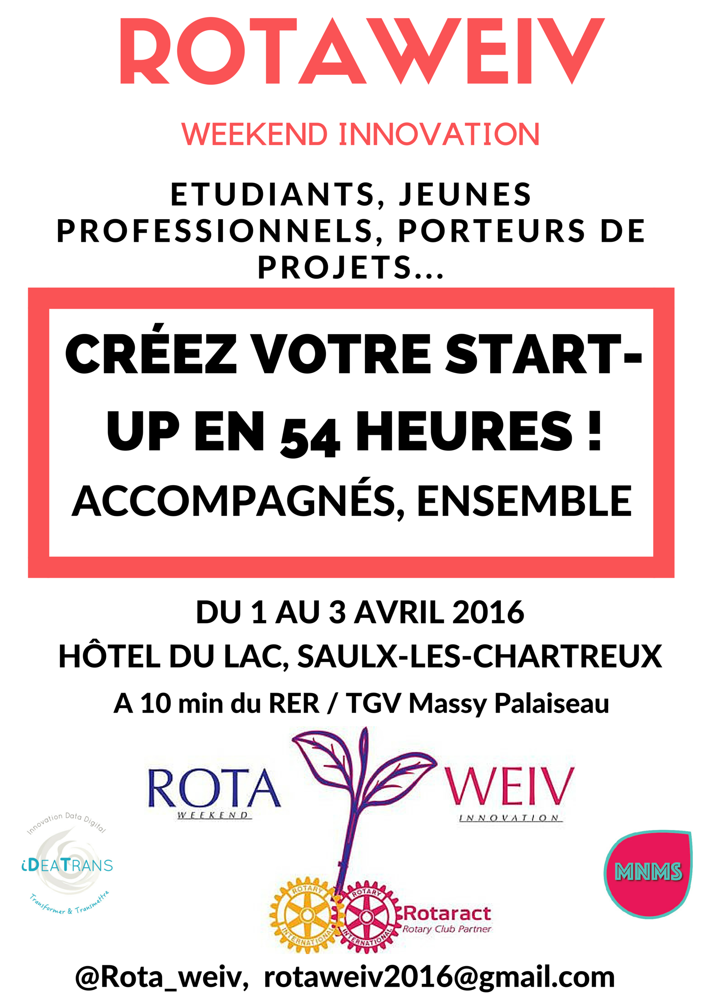 ROTAWEIV
WEEKEND INNOVATION
ETUDIANTS, JEUNES
PROFESSIONNELS, PORTEURS DE
PROJETS...
CRÉEZ VOTRE START-
UP EN 54 HEURES !
ACCOMPAGNÉS, ENSEMBLE
DU 1 AU 3 AVRIL 2016
HÔTEL DU LAC, SAULX-LES-CHARTREUX
A 10 min du RER / TGV Massy Palaiseau
ROTA
WEEKEND
WEIV
INNOVATION
Innovation Data Digital
iDEATRANS
Transformer & Transmettre
MNMS
ROTARY
INTERNATIONAL
ROTARY
INTERNATIONAL
Rotaract
Rotary Club Partner
@Rota_weiv, rotaweiv2016@gmail.com